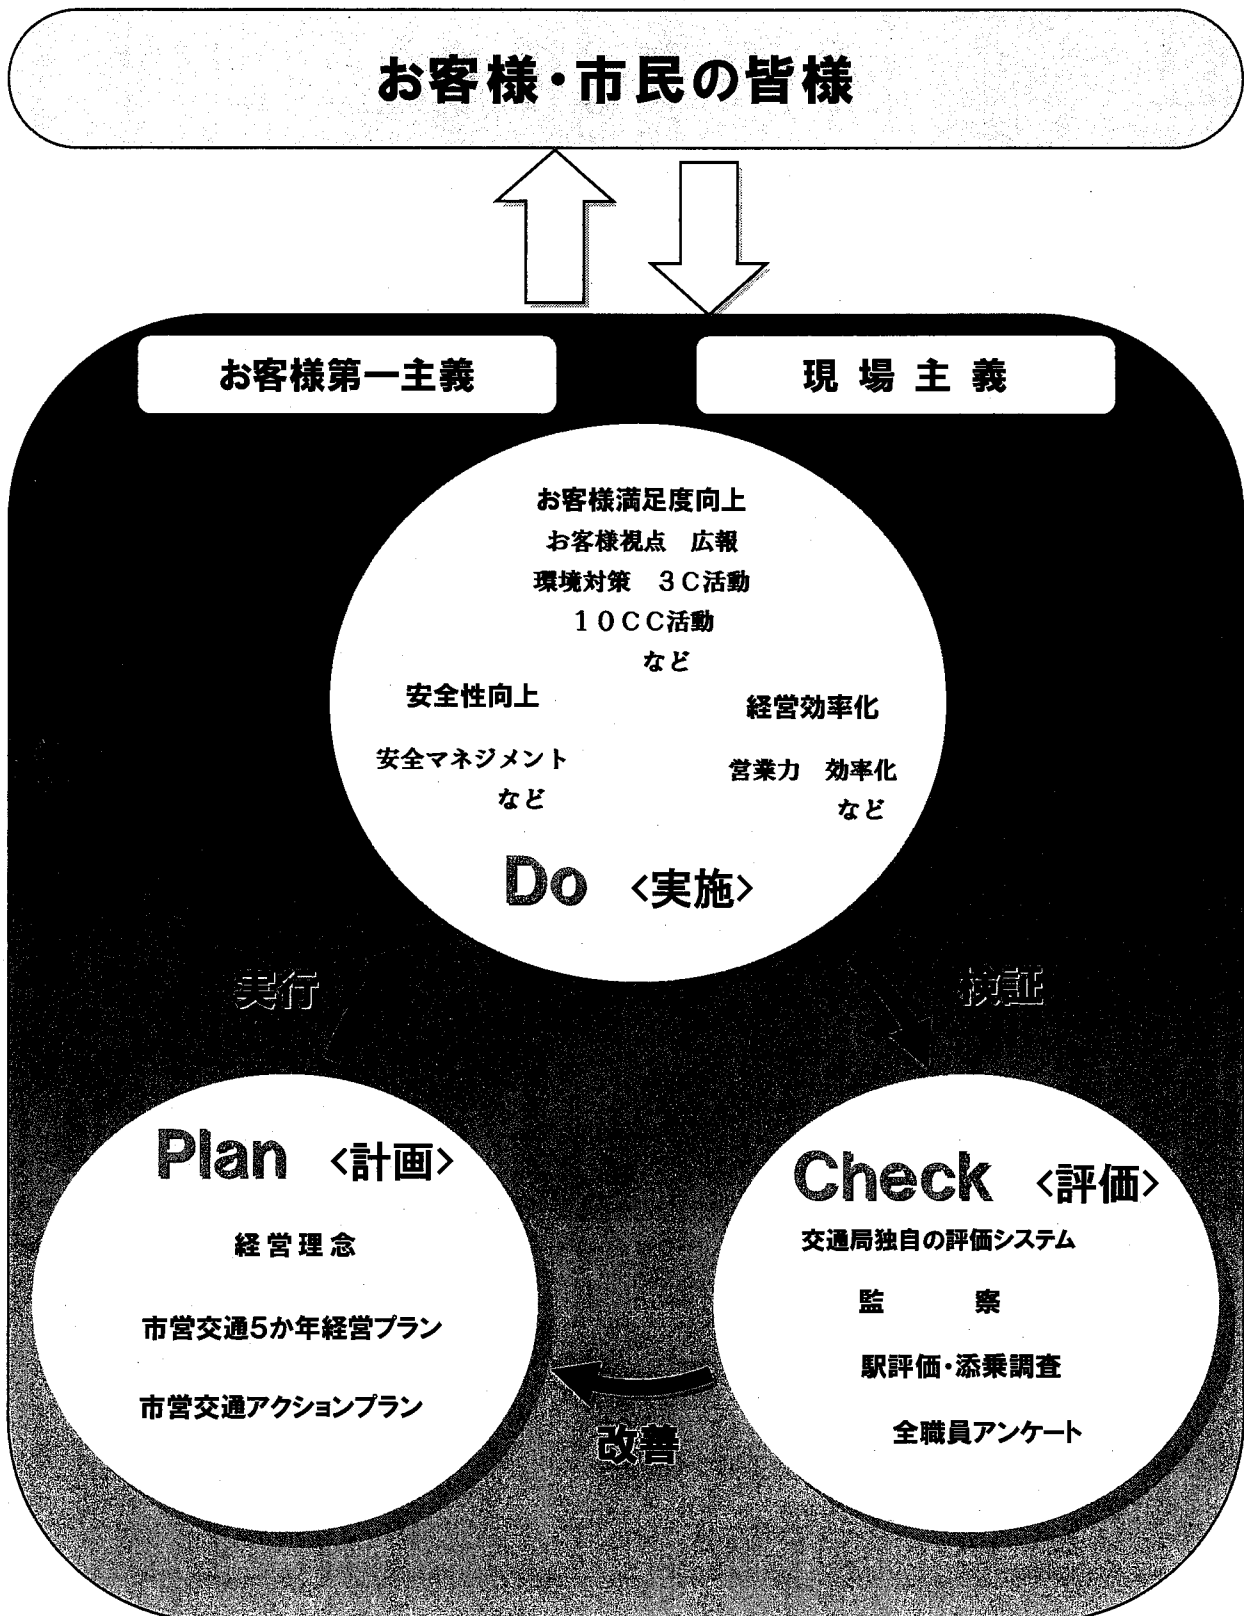 お客様・市民の皆様
お客様第一主義
現場主義
お客様満足度向上
お客様視点　広報
環境対策　３Ｃ活動
１０ＣＣ活動
など
安全性向上
安全マネジメント
など
経営効率化
営業力　効率化
など
Do 〈実施〉
実行
検証
Plan 〈計画〉
経営理念
市営交通5か年経営プラン
市営交通アクションプラン
Check 〈評価〉
交通局独自の評価システム
監　　察
駅評価・添乗調査
全職員アンケート
改善